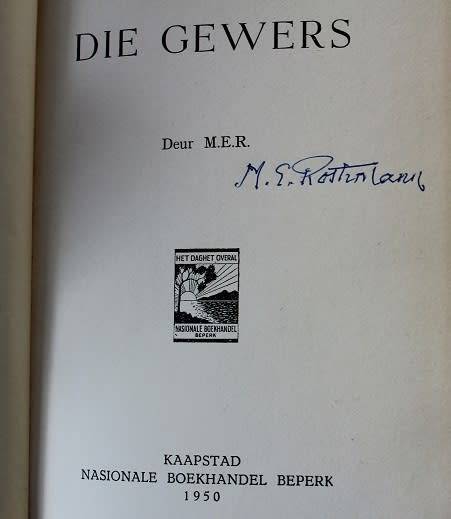 DIE GEWERS
Deur M.E.R.
M. E. Rothmann
HET DAGHET OVERAL
NASIONALE BOEKHANDEL
BEPERK
KAAPSTAD
NASIONALE BOEKHANDEL BEPERK
1950